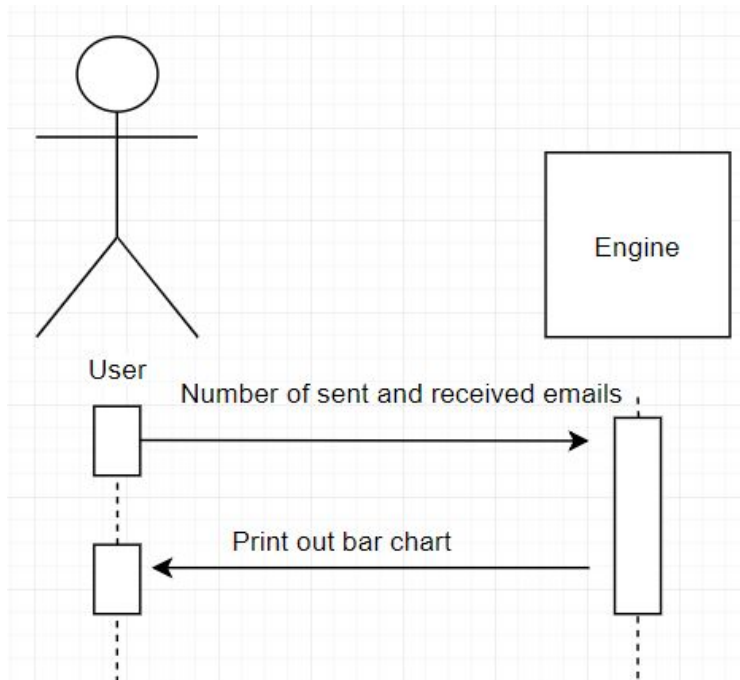 Engine
User
Number of sent and received emails
Print out bar chart